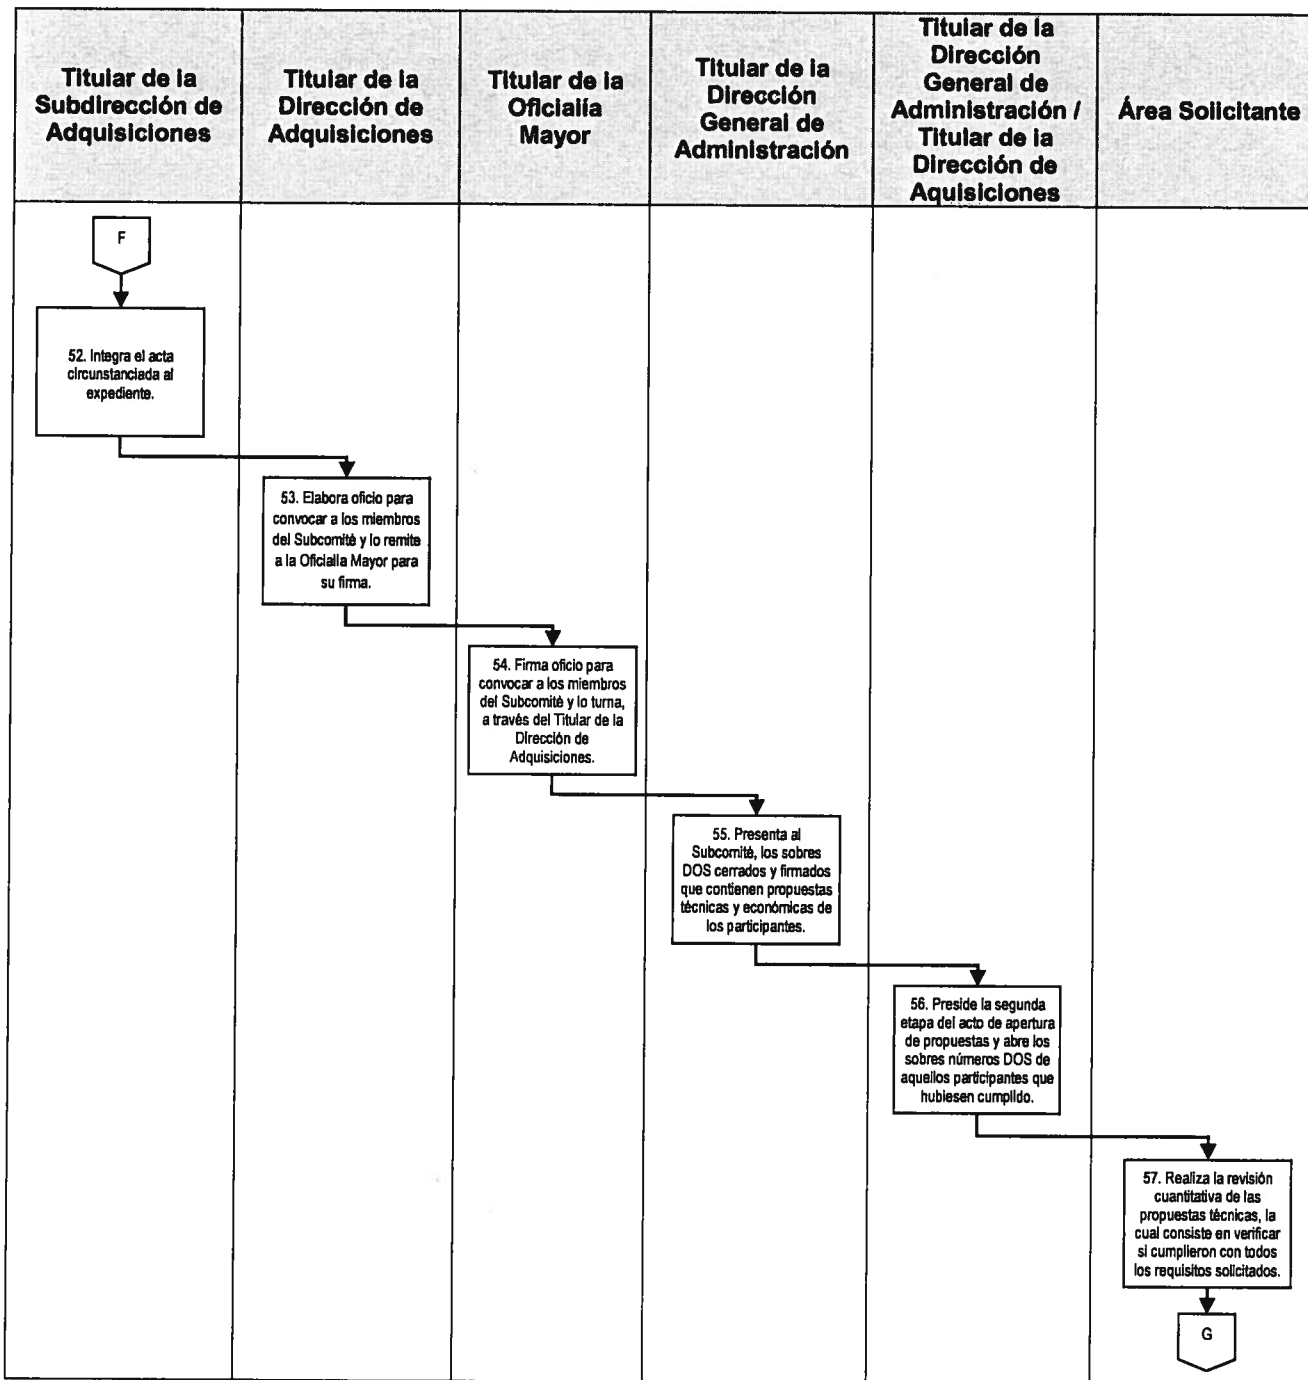 Titular de la
Subdirección de
Adquisiciones
Titular de la
Dirección de
Adquisiciones
Titular de la
Oficialía
Mayor
Titular de la
Dirección
General de
Administración
Titular de la
Dirección
General de
Administración /
Titular de la
Dirección de
Aquisiciones
Área Solicitante
F
52. Integra el acta
circunstanciada al
expediente.
53. Elabora oficio para
convocar a los miembros
del Subcomité y lo remite
a la Oficialía Mayor para
su firma.
54. Firma oficio para
convocar a los miembros
del Subcomité y lo turna,
a través del Titular de la
Dirección de
Adquisiciones.
55. Presenta al
Subcomité, los sobres
DOS cerrados y firmados
que contienen propuestas
técnicas y económicas de
los participantes.
56. Preside la segunda
etapa del acto de apertura
de propuestas y abre los
sobres números DOS de
aquellos participantes que
hubiesen cumplido.
57. Realiza la revisión
cuantitativa de las
propuestas técnicas, la
cual consiste en verificar
si cumplieron con todos
los requisitos solicitados.
G